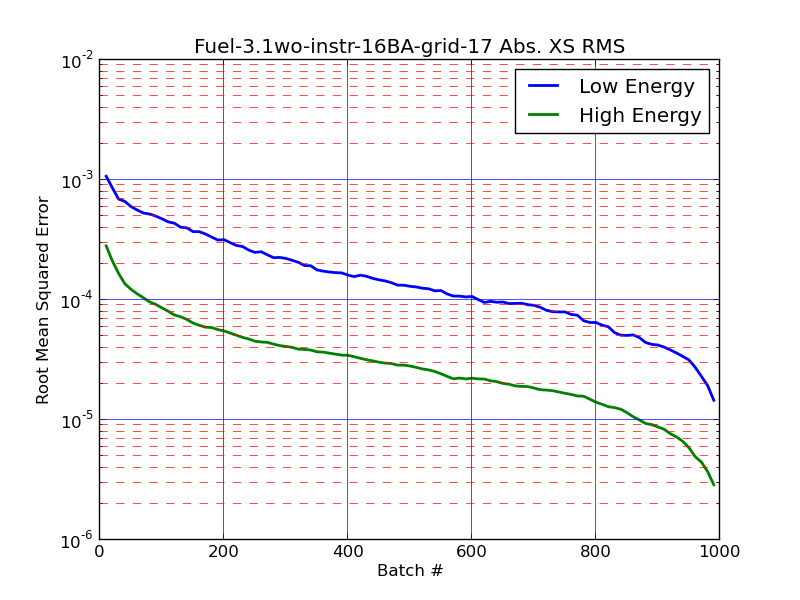 Fuel-3.1wo-instr-16BA-grid-17 Abs. XS RMS
Low Energy
High Energy
Root Mean Squared Error
10^-2
10^-3
10^-4
10^-5
10^-6
0 200 400 600 800 1000
Batch #